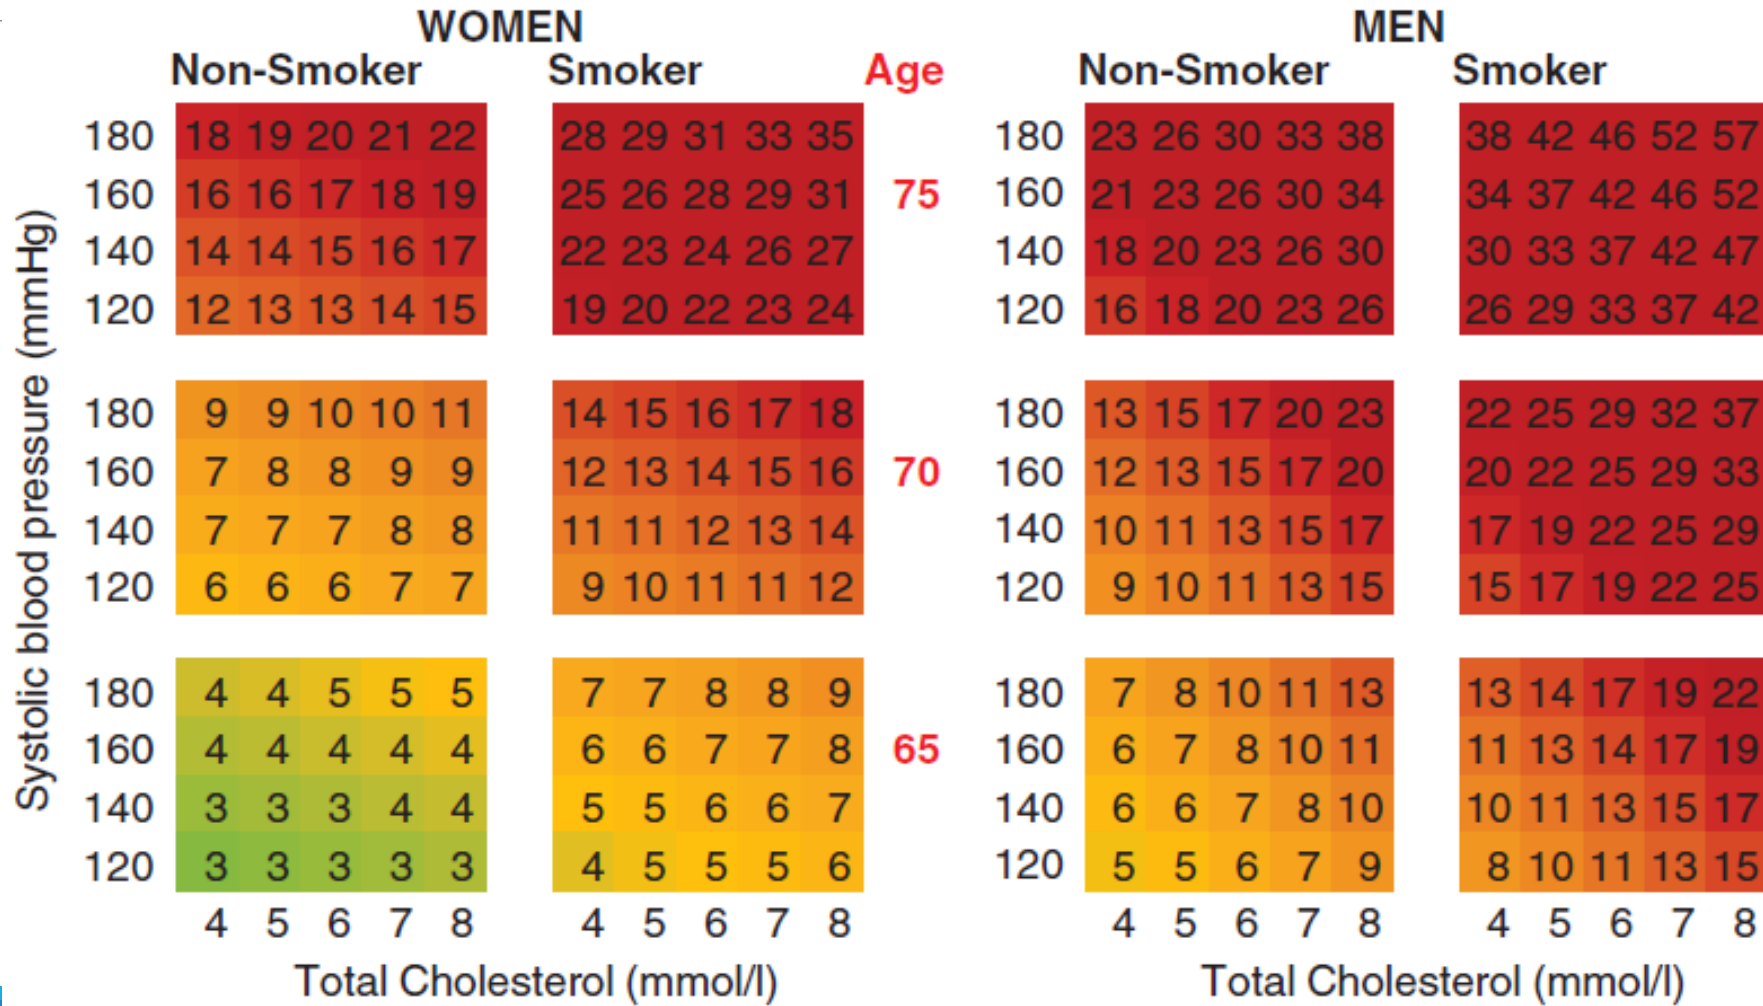 WOMEN MEN
Non-Smoker Smoker Age Non-Smoker Smoker
180 18 19 20 21 22 28 29 31 33 35 180 23 26 30 33 38 38 42 46 52 57
160 16 16 17 18 19 25 26 28 29 31 75 160 21 23 26 30 34 34 37 42 46 52
140 14 14 15 16 17 22 23 24 26 27 140 18 20 23 26 30 30 33 37 42 47
120 12 13 13 14 15 19 20 22 23 24 120 16 18 20 23 26 26 29 33 37 42
180 9 9 10 10 11 14 15 16 17 18 180 13 15 17 20 23 22 25 29 32 37
160 7 8 8 9 9 12 13 14 15 16 70 160 12 13 15 17 20 20 22 25 29 33
140 7 7 7 8 8 11 11 12 13 14 140 10 11 13 15 17 17 19 22 25 29
120 6 6 6 7 7 9 10 11 11 12 120 9 10 11 13 15 15 17 19 22 25
180 4 4 5 5 5 7 7 8 8 9 180 7 8 10 11 13 13 14 17 19 22
160 4 4 4 4 4 6 6 7 7 8 65 160 6 7 8 10 11 11 13 14 17 19
140 3 3 3 4 4 5 5 6 6 7 140 6 6 7 8 10 10 11 13 15 17
120 3 3 3 3 3 4 5 5 5 6 120 5 5 6 7 9 8 10 11 13 15
4 5 6 7 8 4 5 6 7 8 4 5 6 7 8 4 5 6 7 8
Total Cholesterol (mmol/l) Total Cholesterol (mmol/l)
Systolic blood pressure (mmHg)